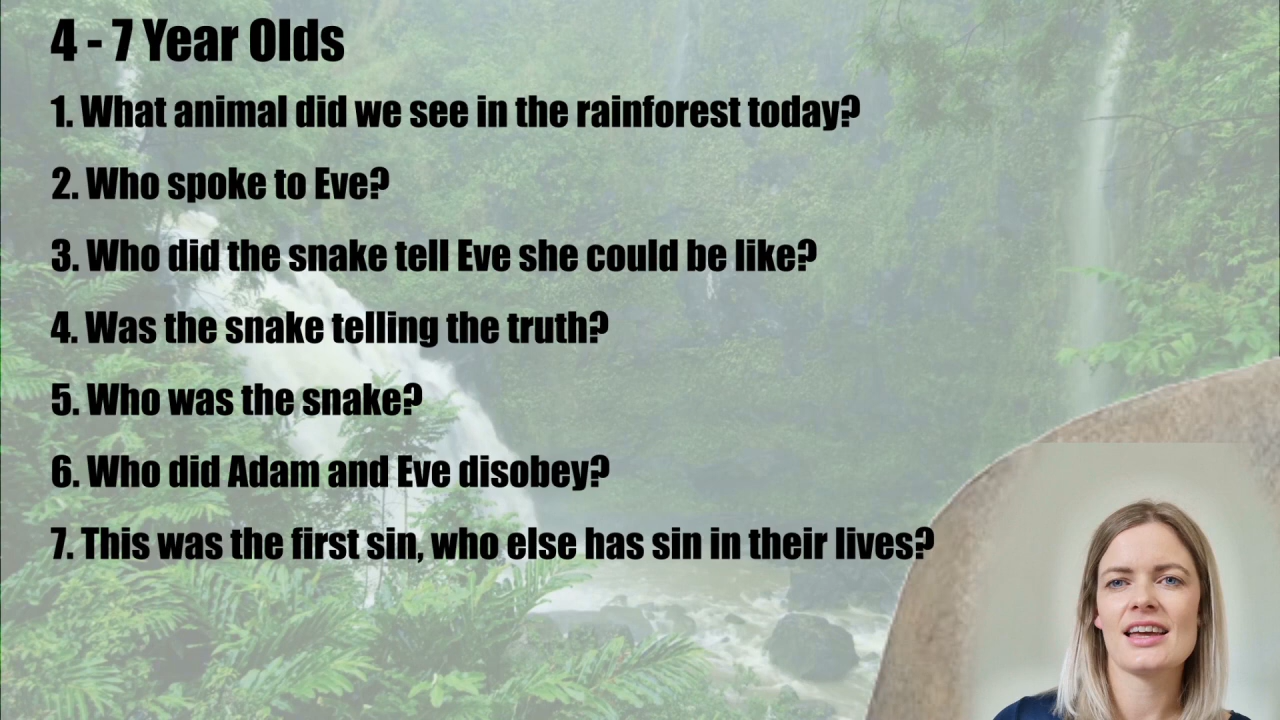 4 - 7 Year Olds
1. What animal did we see in the rainforest today?
2. Who spoke to Eve?
3. Who did the snake tell Eve she could be like?
4. Was the snake telling the truth?
5. Who was the snake?
6. Who did Adam and Eve disobey?
7. This was the first sin, who else has sin in their lives?